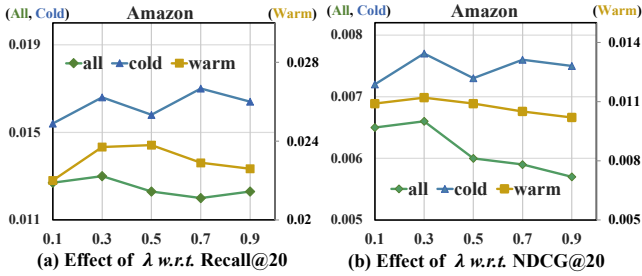 (All, Cold) Amazon (Warm)
0.019
0.015
0.011
0.028
0.024
0.02
all cold warm
0.1 0.3 0.5 0.7 0.9
(a) Effect of λ w.r.t. Recall@20
(All, Cold) Amazon (Warm)
0.008
0.007
0.006
0.005
0.014
0.011
0.008
0.005
all cold warm
0.1 0.3 0.5 0.7 0.9
(b) Effect of λ w.r.t. NDCG@20